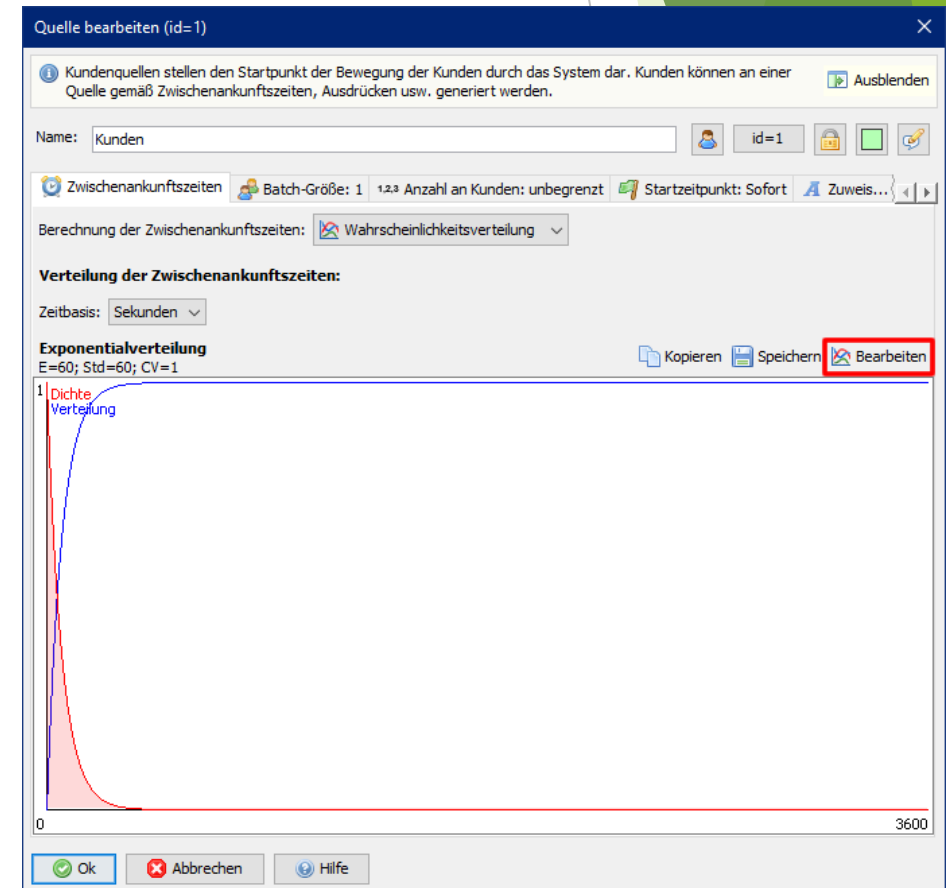 Quelle bearbeiten (id=1)
Kundenquellen stellen den Startpunkt der Bewegung der Kunden durch das System dar. Kunden können an einer
Quelle gemäß Zwischenankunftszeiten, Ausdrücken usw. generiert werden.
Ausblenden
Name: Kunden id=1
Zwischenankunftszeiten Batch-Größe: 1 1,2,3 Anzahl an Kunden: unbegrenzt Startzeitpunkt: Sofort A Zuweis...
Berechnung der Zwischenankunftszeiten: Wahrscheinlichkeitsverteilung
Verteilung der Zwischenankunftszeiten:
Zeitbasis: Sekunden
Exponentialverteilung
E=60; Std=60; CV=1
Kopieren Speichern Bearbeiten
1 Dichte
Verteilung
0 3600
Ok Abbrechen Hilfe